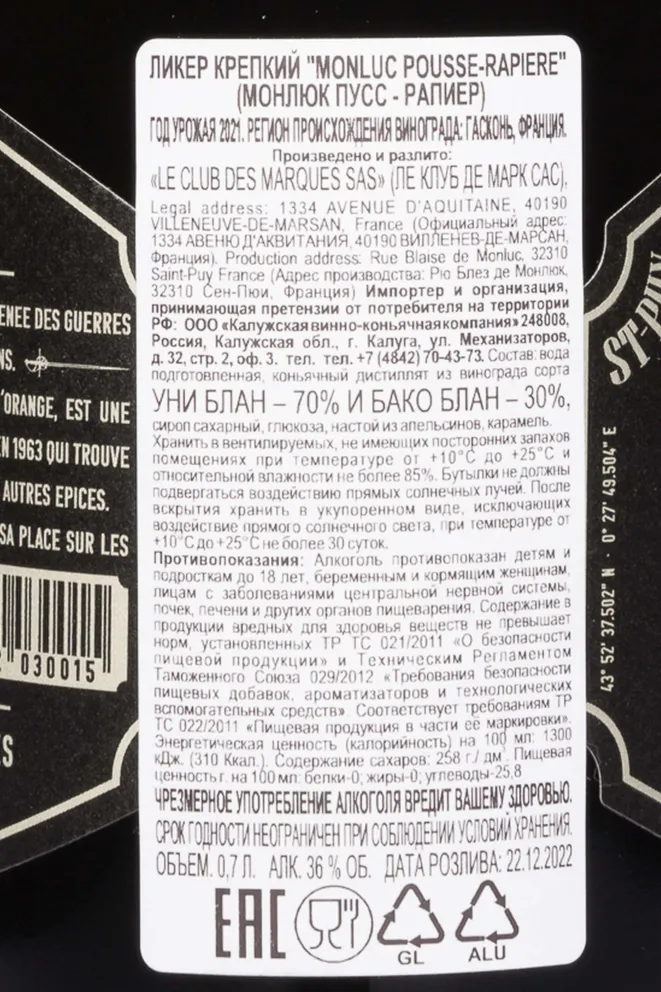 ЛИКЕР КРЕПКИЙ "MONLUC POUSSE-RAPIERE"
(МОНЛЮК ПУСС - РАПИЕР)
ГОД УРОЖАЯ 2021. РЕГИОН ПРОИСХОЖДЕНИЯ ВИНОГРАДА: ГАСКОНЬ, ФРАНЦИЯ.
Произведено и разлито:
«LE CLUB DES MARQUES SAS» (ЛЕ КЛУБ ДЕ МАРК САС),
Legal address: 1334 AVENUE D'AQUITAINE, 40190
VILLENEUVE-DE-MARSAN, France (Официальный адрес:
1334 АВЕНЮ Д'АКВИТАНИЯ, 40190 ВИЛЛЕНЕВ-ДЕ-МАРСАН,
Франция). Production address: Rue Blaise de Monluc, 32310
Saint-Puy France (Адрес производства: Рю Блез де Монлюк,
32310 Сен-Пюи, Франция) Импортер и организация,
принимающая претензии от потребителя на территории
РФ: ООО «Калужская винно-коньячная компания» 248008,
Россия, Калужская обл., г. Калуга, ул. Механизаторов,
д. 32, стр. 2, оф. 3. тел. тел. +7 (4842) 70-43-73. Состав: вода
подготовленная, коньячный дистиллят из винограда сорта
УНИ БЛАН – 70% И БАКО БЛАН – 30%,
сироп сахарный, глюкоза, настой из апельсинов, карамель.
Хранить в вентилируемых, не имеющих посторонних запахов
помещениях при температуре от +10°С до +25°С и
относительной влажности не более 85%. Бутылки не должны
подвергаться воздействию прямых солнечных лучей. После
вскрытия хранить в укупоренном виде, исключающих
воздействие прямого солнечного света, при температуре от
+10°С до +25°С не более 30 суток.
Противопоказания: Алкоголь противопоказан детям и
подросткам до 18 лет, беременным и кормящим женщинам,
лицам с заболеваниями центральной нервной системы,
почек, печени и других органов пищеварения. Содержание в
продукции вредных для здоровья веществ не превышает
норм, установленных ТР ТС 021/2011 «О безопасности
пищевой продукции» и Техническим Регламентом
Таможенного Союза 029/2012 «Требования безопасности
пищевых добавок, ароматизаторов и технологических
вспомогательных средств» Соответствует требованиям ТР
ТС 022/2011 «Пищевая продукция в части её маркировки».
Энергетическая ценность (калорийность) на 100 мл: 1300
кДж. (310 Ккал.). Содержание сахаров: 258 г./ дм³. Пищевая
ценность г. на 100 мл: белки-0; жиры-0; углеводы-25,8
ЧРЕЗМЕРНОЕ УПОТРЕБЛЕНИЕ АЛКОГОЛЯ ВРЕДИТ ВАШЕМУ ЗДОРОВЬЮ.
СРОК ГОДНОСТИ НЕОГРАНИЧЕН ПРИ СОБЛЮДЕНИИ УСЛОВИЙ ХРАНЕНИЯ.
ОБЪЕМ. 0,7 Л. АЛК. 36 % ОБ. ДАТА РОЗЛИВА: 22.12.2022
EAC
GL ALU
ENEE DES GUERRES
NS.
'ORANGE, EST UNE
EN 1963 QUI TROUVE
AUTRES EPICES.
SA PLACE SUR LES
030015
ES
ST-PUY
43° 52' 37.502" N · 0° 27' 49.504" E